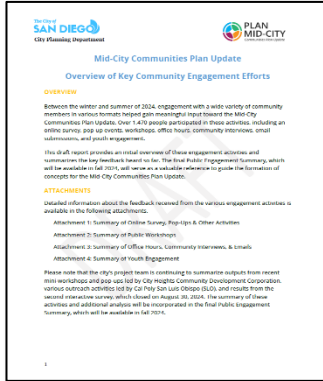 The City of
SAN DIEGO
City Planning Department
PLAN
MID-CITY
Mid-City Communities Plan Update
Overview of Key Community Engagement Efforts
OVERVIEW
Between the winter and summer of 2024, engagement with a wide variety of community
members in various formats helped gain meaningful input toward the Mid-City
Communities Plan Update. Over 1,470 people participated in these activities, including an
online survey, pop up events, workshops, office hours, community interviews, email
submissions, and youth engagement.
This draft report provides an initial overview of these engagement activities and
summarizes the key feedback heard so far. The final Public Engagement Summary, which
will be available in fall 2024, will serve as a valuable reference to guide the formation of
concepts for the Mid-City Communities Plan Update.
ATTACHMENTS
Detailed information about the feedback received from the various engagement activities is
available in the following attachments.
Attachment 1: Summary of Online Survey, Pop-Ups & Other Activities
Attachment 2: Summary of Public Workshops
Attachment 3: Summary of Office Hours, Community Interviews, & Emails
Attachment 4: Summary of Youth Engagement
Please note that the city's project team is continuing to summarize outputs from recent
mini workshops and pop-ups led by City Heights Community Development Corporation,
various outreach activities led by Cal Poly San Luis Obispo (SLO), and results from the
second interactive survey, which closed on August 30, 2024. The summary of these
activities and additional analysis will be incorporated in the final Public Engagement
Summary, which will be available in fall 2024.
1